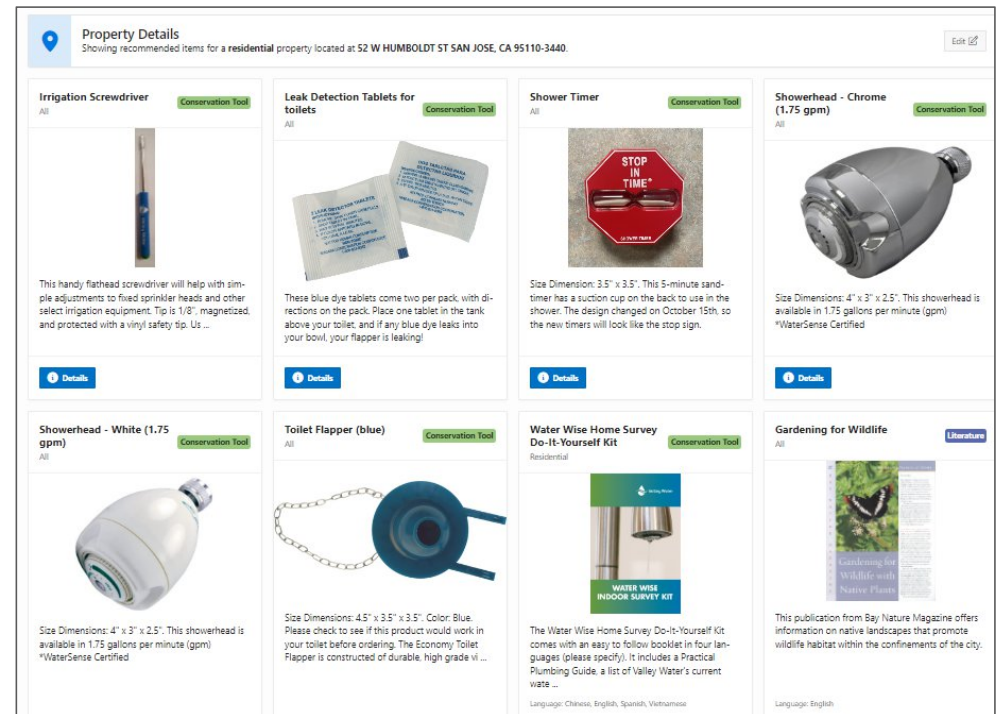 Property Details
Showing recommended items for a residential property located at 52 W HUMBOLDT ST SAN JOSE, CA 95110-3440.
Edit
Irrigation Screwdriver
All
Conservation Tool
This handy flathead screwdriver will help with sim-
ple adjustments to fixed sprinkler heads and other
select irrigation equipment. Tip is 1/8", magnetized,
and protected with a vinyl safety tip. Us ...
Details
Leak Detection Tablets for
toilets
All
Conservation Tool
These blue dye tablets come two per pack, with di-
rections on the pack. Place one tablet in the tank
above your toilet, and if any blue dye leaks into
your bowl, your flapper is leaking!
Details
Shower Timer
All
Conservation Tool
STOP
IN
TIME
SHOWER TIMER
Size Dimension: 3.5" x 3.5". This 5-minute sand-
timer has a suction cup on the back to use in the
shower. The design changed on October 15th, so
the new timers will look like the stop sign.
Details
Showerhead - Chrome
(1.75 gpm)
All
Conservation Tool
Size Dimensions: 4" x 3" x 2.5". This showerhead is
available in 1.75 gallons per minute (gpm)
*WaterSense Certified
Details
Showerhead - White (1.75
gpm)
All
Conservation Tool
Size Dimensions: 4" x 3" x 2.5". This showerhead is
available in 1.75 gallons per minute (gpm)
*WaterSense Certified
Toilet Flapper (blue)
All
Conservation Tool
Size Dimensions: 4.5" x 3.5" x 3.5". Color: Blue.
Please check to see if this product would work in
your toilet before ordering. The Economy Toilet
Flapper is constructed of durable, high grade vi ...
Water Wise Home Survey
Do-It-Yourself Kit
Residential
Conservation Tool
Valley Water
WATER WISE
INDOOR SURVEY KIT
The Water Wise Home Survey Do-It-Yourself Kit
comes with an easy to follow booklet in four lan-
guages (please specify). It includes a Practical
Plumbing Guide, a list of Valley Water's current
wate ...
Language: Chinese, English, Spanish, Vietnamese
Gardening for Wildlife
All
Literature
Gardening for
Wildlife with
Native Plants
This publication from Bay Nature Magazine offers
information on native landscapes that promote
wildlife habitat within the confinements of the city.
Language: English